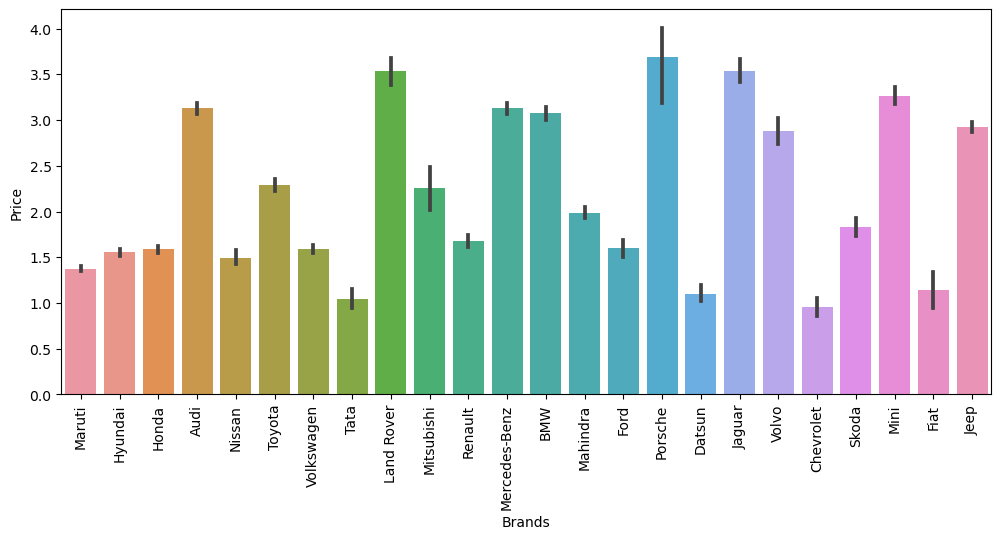 Price
4.0
3.5
3.0
2.5
2.0
1.5
1.0
0.5
0.0
Maruti
Hyundai
Honda
Audi
Nissan
Toyota
Volkswagen
Tata
Land Rover
Mitsubishi
Renault
Mercedes-Benz
BMW
Mahindra
Ford
Porsche
Datsun
Jaguar
Volvo
Chevrolet
Skoda
Mini
Fiat
Jeep
Brands